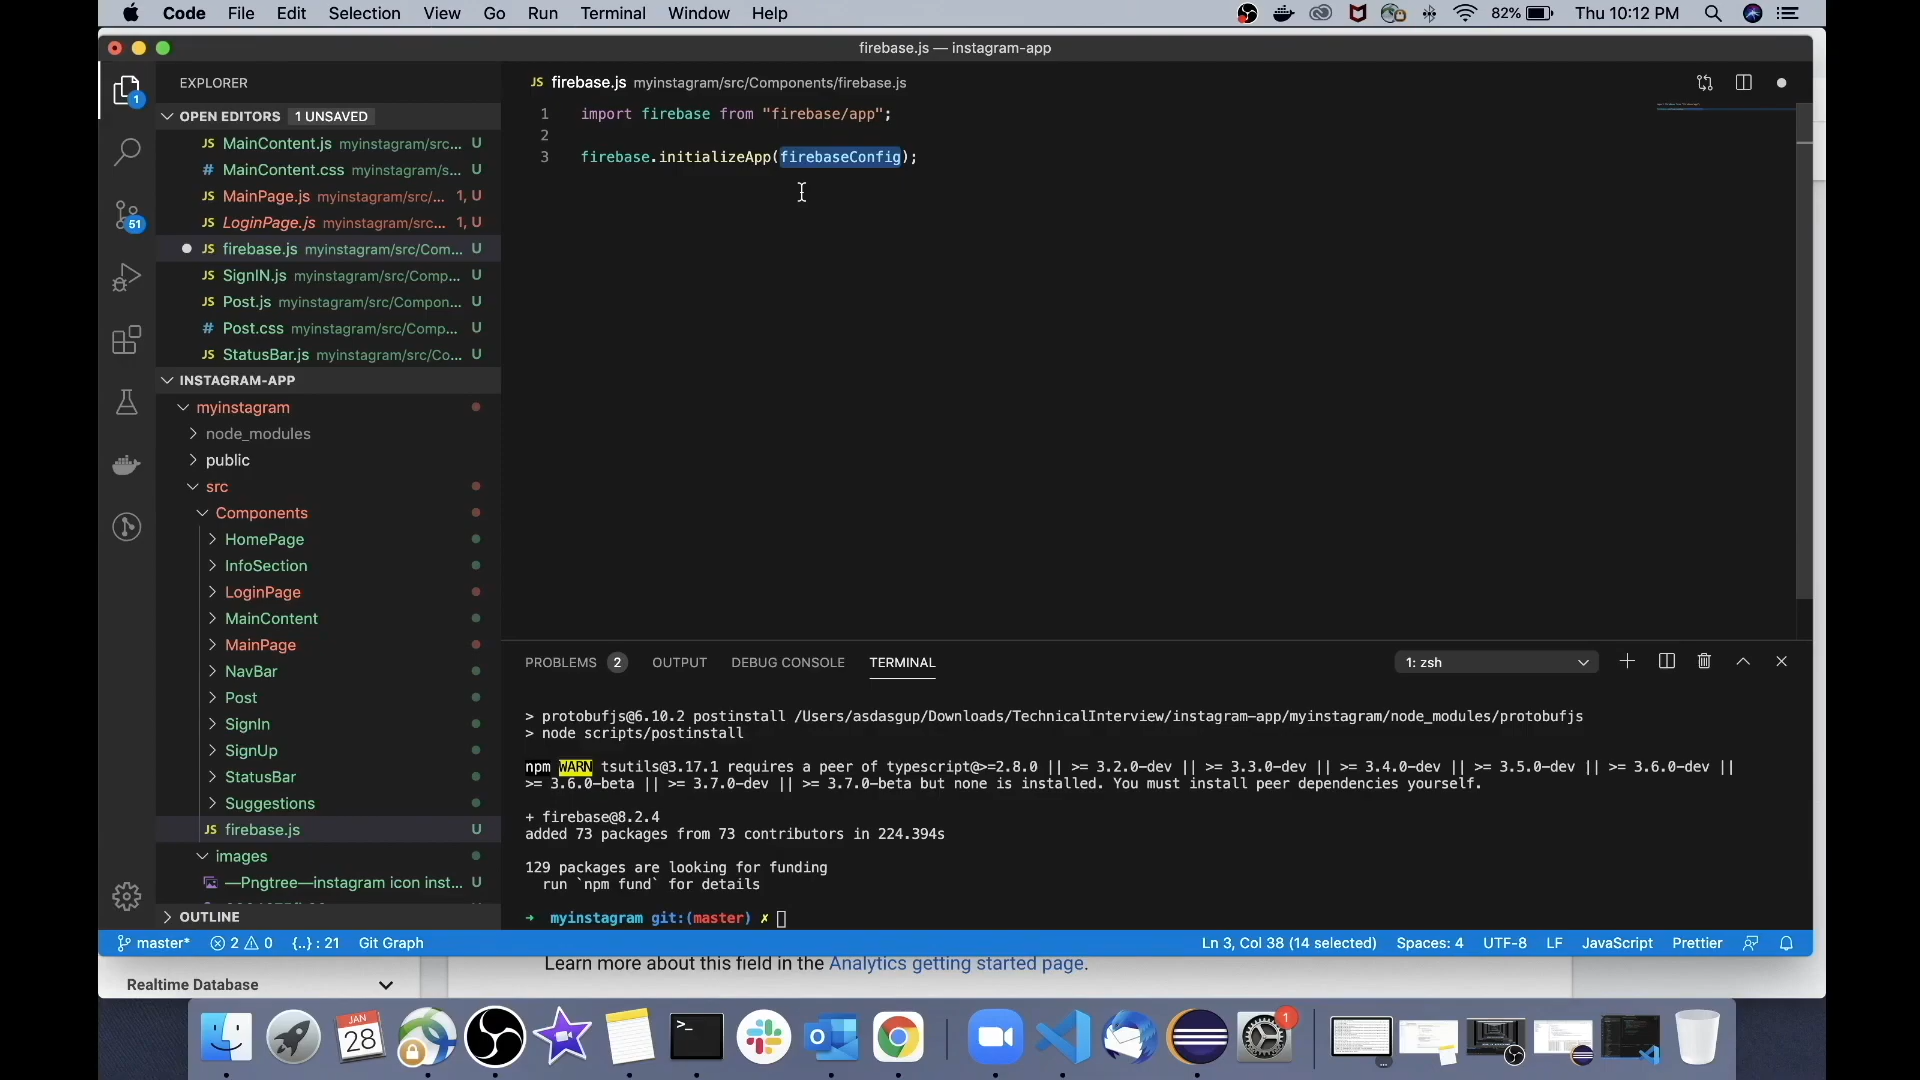 Code File Edit Selection View Go Run Terminal Window Help 82% Thu 10:12 PM
firebase.js — instagram-app
EXPLORER
OPEN EDITORS 1 UNSAVED
JS MainContent.js myinstagram/src... U
# MainContent.css myinstagram/s... U
JS MainPage.js myinstagram/src/... 1, U
JS LoginPage.js myinstagram/src... 1, U
JS firebase.js myinstagram/src/Com... U
JS SignIN.js myinstagram/src/Comp... U
JS Post.js myinstagram/src/Compon... U
# Post.css myinstagram/src/Comp... U
JS StatusBar.js myinstagram/src/Co... U
INSTAGRAM-APP
myinstagram
node_modules
public
src
Components
HomePage
InfoSection
LoginPage
MainContent
MainPage
NavBar
Post
SignIn
SignUp
StatusBar
Suggestions
JS firebase.js U
images
—Pngtree—instagram icon inst... U
OUTLINE
1
51
JS firebase.js myinstagram/src/Components/firebase.js
1 import firebase from "firebase/app";
2
3 firebase.initializeApp(firebaseConfig);
PROBLEMS 2 OUTPUT DEBUG CONSOLE TERMINAL 1: zsh
> protobufjs@6.10.2 postinstall /Users/asdasgup/Downloads/TechnicalInterview/instagram-app/myinstagram/node_modules/protobufjs
> node scripts/postinstall
npm WARN tsutils@3.17.1 requires a peer of typescript@>=2.8.0 || >= 3.2.0-dev || >= 3.3.0-dev || >= 3.4.0-dev || >= 3.5.0-dev || >= 3.6.0-dev ||
>= 3.6.0-beta || >= 3.7.0-dev || >= 3.7.0-beta but none is installed. You must install peer dependencies yourself.
+ firebase@8.2.4
added 73 packages from 73 contributors in 224.394s
129 packages are looking for funding
run `npm fund` for details
→ myinstagram git:(master) ✗
master* 2 0 {..} : 21 Git Graph Ln 3, Col 38 (14 selected) Spaces: 4 UTF-8 LF JavaScript Prettier
Learn more about this field in the Analytics getting started page.
Realtime Database
JAN
28
1